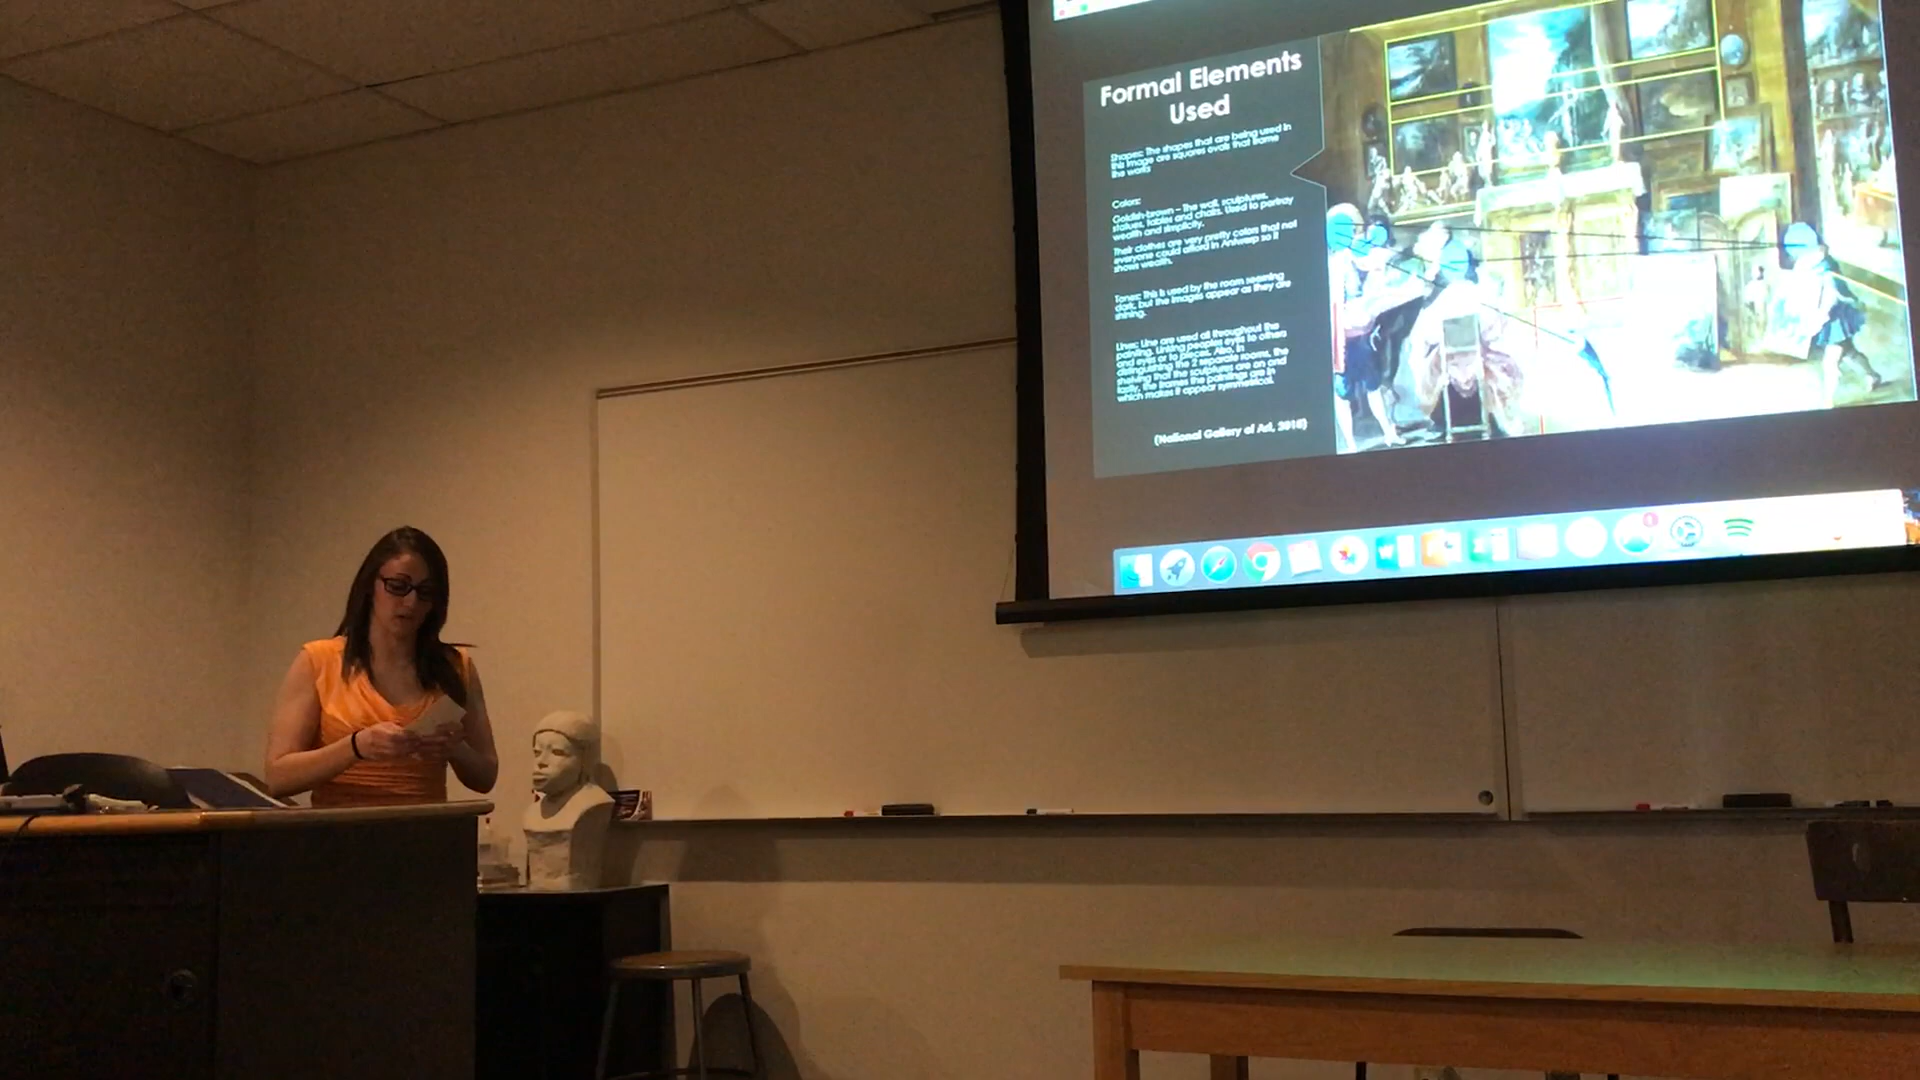 Formal Elements
Used
Shapes: The shapes that are being used in
this image are squares ovals that frame
the walls
Colors:
Goldish-brown – The wall, sculptures,
statues, tables and chairs. Used to portray
wealth and simplicity.
Their clothes are very pretty colors that not
everyone could afford in Antwerp so it
shows wealth.
Tones: This is used by the room seeming
dark, but the images appear as they are
shining.
Lines: Line are used all throughout the
painting. Linking peoples eyes to others
and eyes or to pieces. Also, in
distinguishing the 2 separate rooms, the
shelving that the sculptures are on and
lastly, the frames the paintings are in
which makes it appear symmetrical.
(National Gallery of Art, 2018)